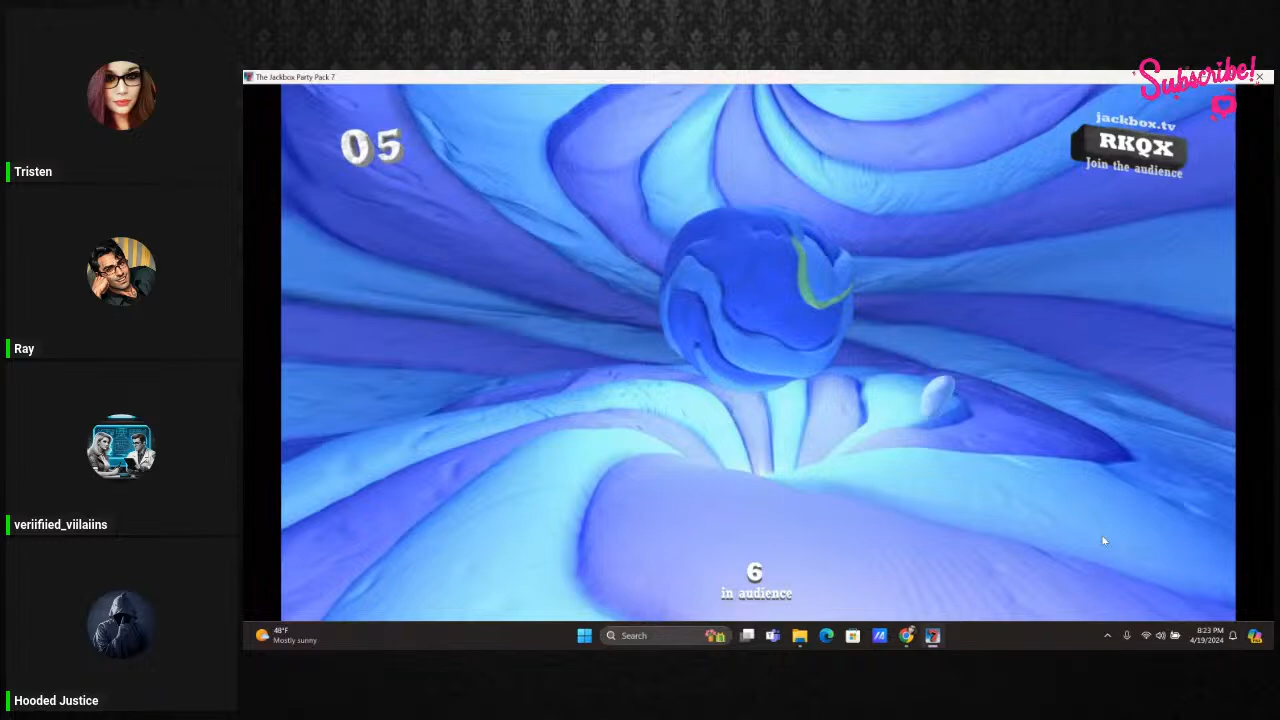 Tristen
Ray
veriifiied_viilaiins
Hooded Justice
The Jackbox Party Pack 7
Subscribe!
05
jackbox.tv
RKQX
Join the audience
6
in audience
48°F
Mostly sunny
Search
8:23 PM
4/19/2024